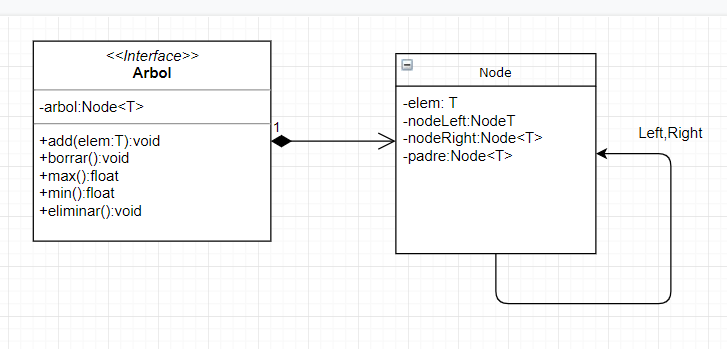 <<Interface>>
Arbol
-arbol:Node<T>
+add(elem:T):void
+borrar():void
+max():float
+min():float
+eliminar():void
1
Node
-elem: T
-nodeLeft:NodeT
-nodeRight:Node<T>
-padre:Node<T>
Left,Right